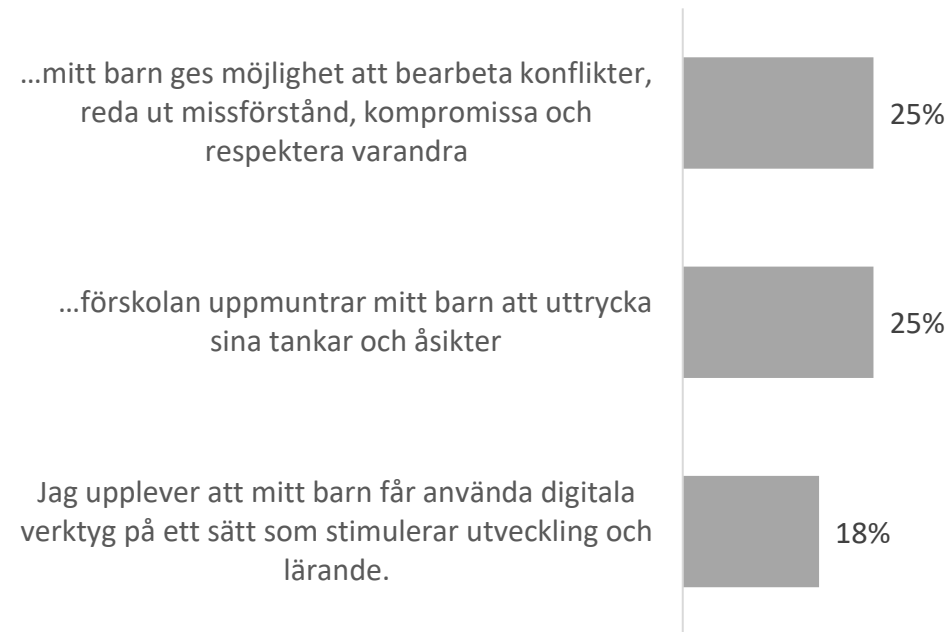 …mitt barn ges möjlighet att bearbeta konflikter,
reda ut missförstånd, kompromissa och
respektera varandra
25%
…förskolan uppmuntrar mitt barn att uttrycka
sina tankar och åsikter
25%
Jag upplever att mitt barn får använda digitala
verktyg på ett sätt som stimulerar utveckling och
lärande.
18%